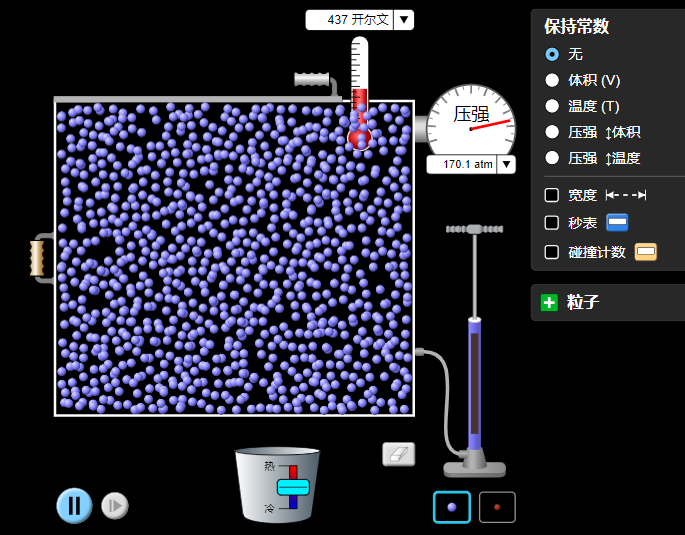 437 开尔文
压强
170.1 atm
热
冷
保持常数
无
体积 (V)
温度 (T)
压强 ↕体积
压强 ↕温度
宽度
秒表
碰撞计数
粒子